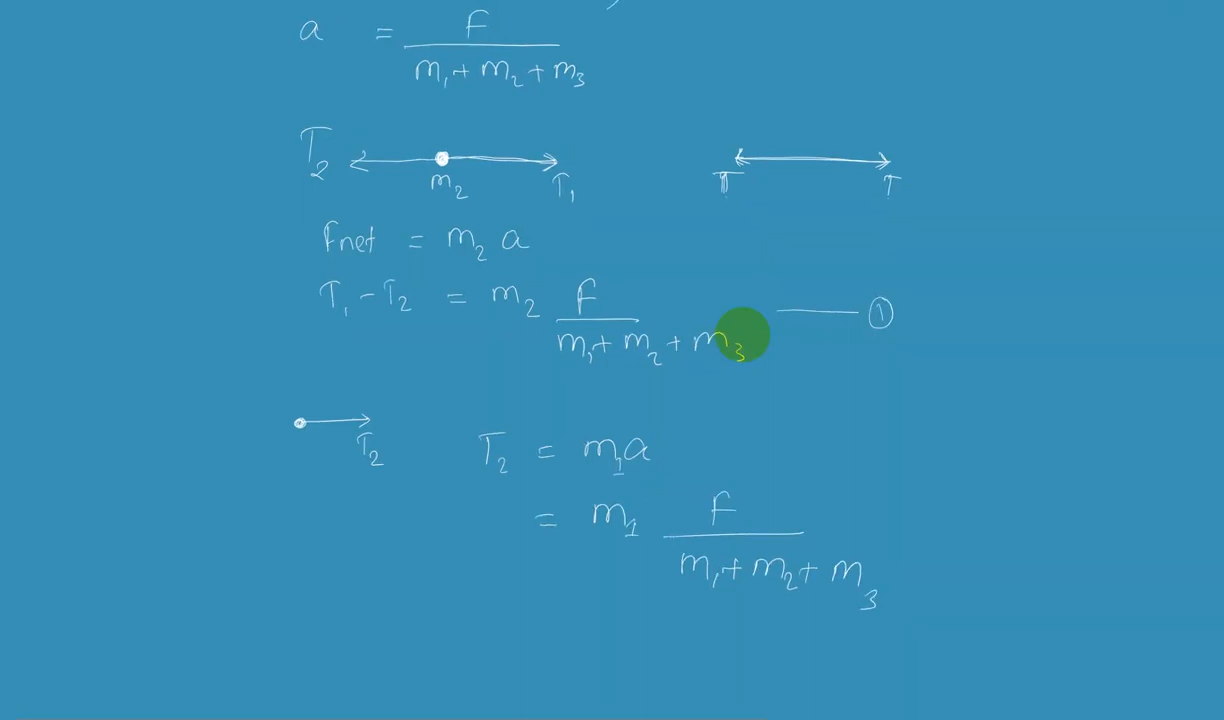 a = F / m₁ + m₂ + m₃
T₂ m₂ T₁ T T
Fnet = m₂ a
T₁ - T₂ = m₂ F / m₁ + m₂ + m₃ ——— ①
T₂ T₂ = m₁a
= m₁ F / m₁ + m₂ + m₃